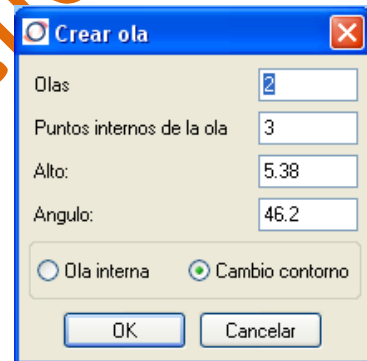 Crear ola
Olas 2
Puntos internos de la ola 3
Alto: 5.38
Angulo: 46.2
Ola interna Cambio contorno
OK Cancelar